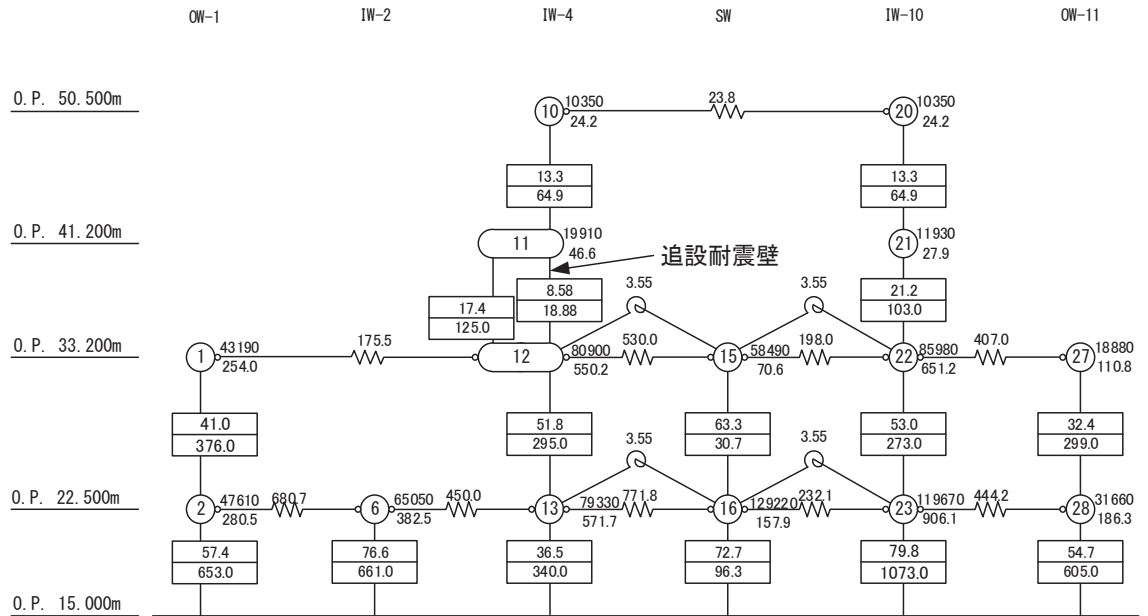 OW-1 IW-2 IW-4 SW IW-10 OW-11
O.P. 50.500m
10 10350 23.8 20 10350
24.2 24.2
13.3 13.3
64.9 64.9
O.P. 41.200m
11 19910 21 11930
46.6 27.9
追設耐震壁
17.4 8.58 3.55 3.55 21.2
125.0 18.88 103.0
O.P. 33.200m
1 43190 175.5 12 80900 530.0 15 58490 198.0 22 85980 407.0 27 18880
254.0 550.2 70.6 651.2 110.8
41.0 51.8 63.3 53.0 32.4
376.0 295.0 30.7 273.0 299.0
3.55 3.55
O.P. 22.500m
2 47610 680.7 6 65050 450.0 13 79330 771.8 16 129220 232.1 23 119670 444.2 28 31660
280.5 382.5 571.7 157.9 906.1 186.3
57.4 76.6 36.5 72.7 79.8 54.7
653.0 661.0 340.0 96.3 1073.0 605.0
O.P. 15.000m